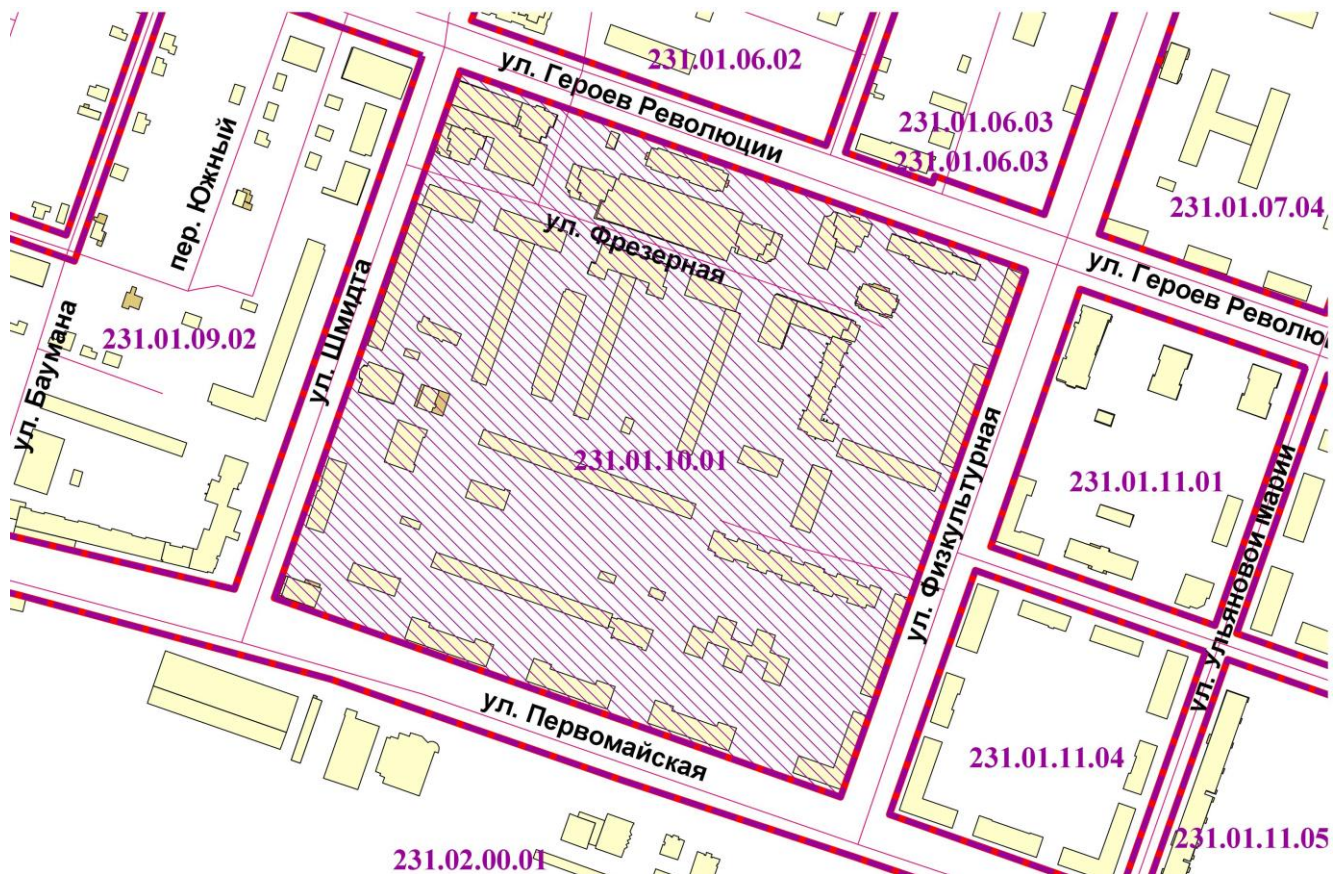 231.01.06.02
ул. Героев Революции
231.01.06.03
231.01.06.03
пер. Южный
231.01.07.04
ул. Фрезерная
ул. Героев Револю
ул. Шмидта
231.01.09.02
ул. Баумана
231.01.10.01
ул. Физкультурная
231.01.11.01
ул. Ульяновой Марии
ул. Первомайская
231.01.11.04
231.01.11.05
231.02.00.01